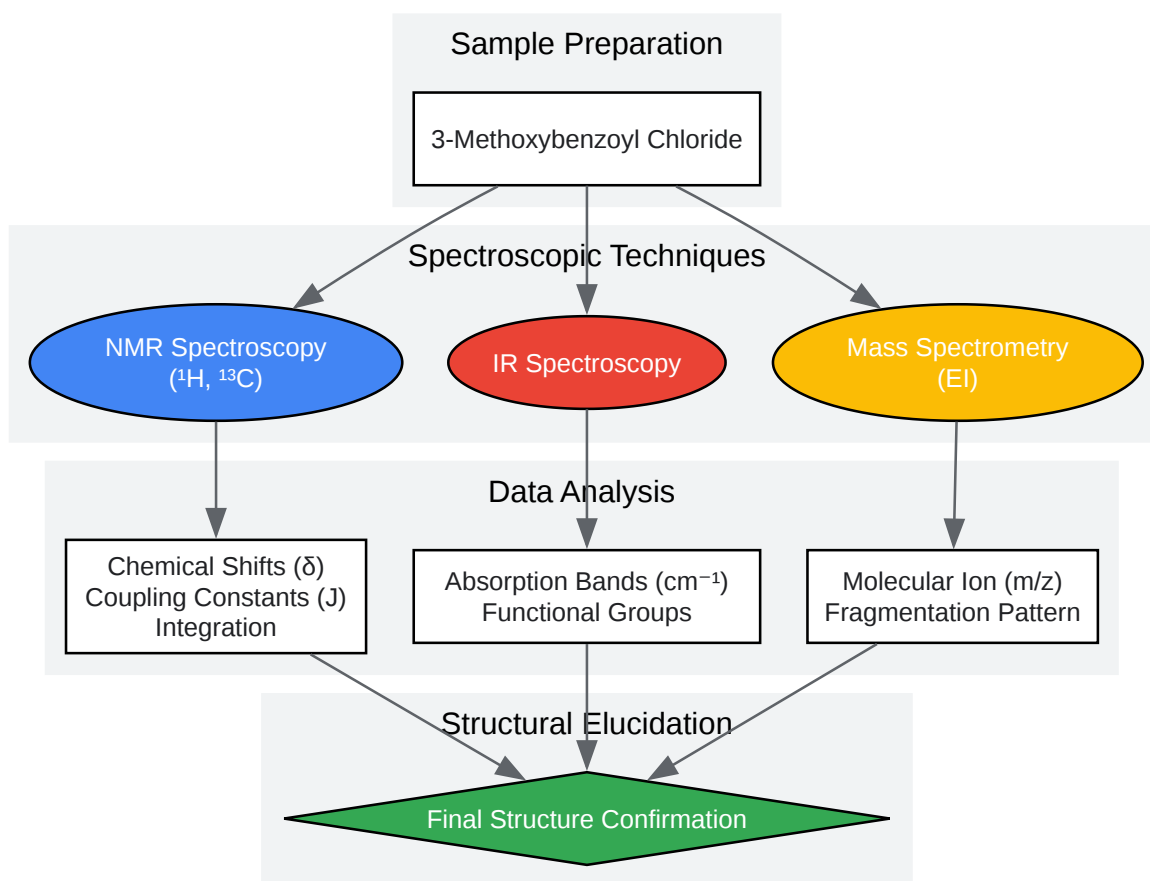 Sample Preparation
3-Methoxybenzoyl Chloride
Spectroscopic Techniques
NMR Spectroscopy
(¹H, ¹³C)
IR Spectroscopy
Mass Spectrometry
(EI)
Data Analysis
Chemical Shifts (δ)
Coupling Constants (J)
Integration
Absorption Bands (cm⁻¹)
Functional Groups
Molecular Ion (m/z)
Fragmentation Pattern
Structural Elucidation
Final Structure Confirmation